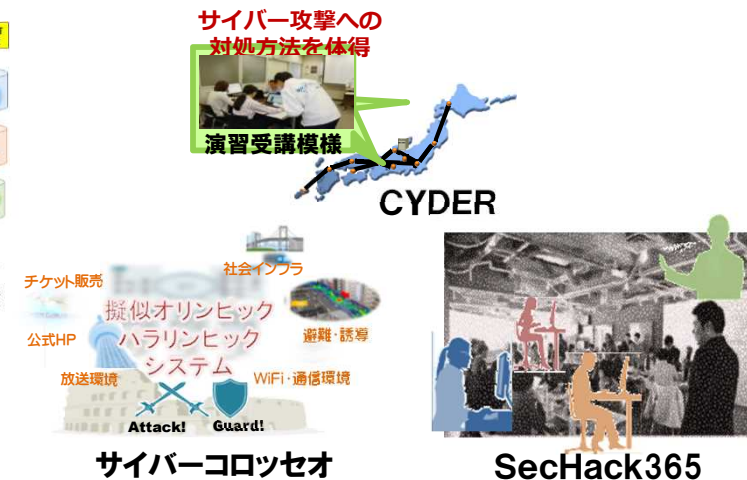 サイバー攻撃への
対処方法を体得
演習受講模様
CYDER
社会インフラ
チケット販売
擬似オリンピック
公式HP
パラリンピック
避難・誘導
システム
放送環境
WiFi・通信環境
Attack!
Guard!
サイバーコロッセオ
SecHack365